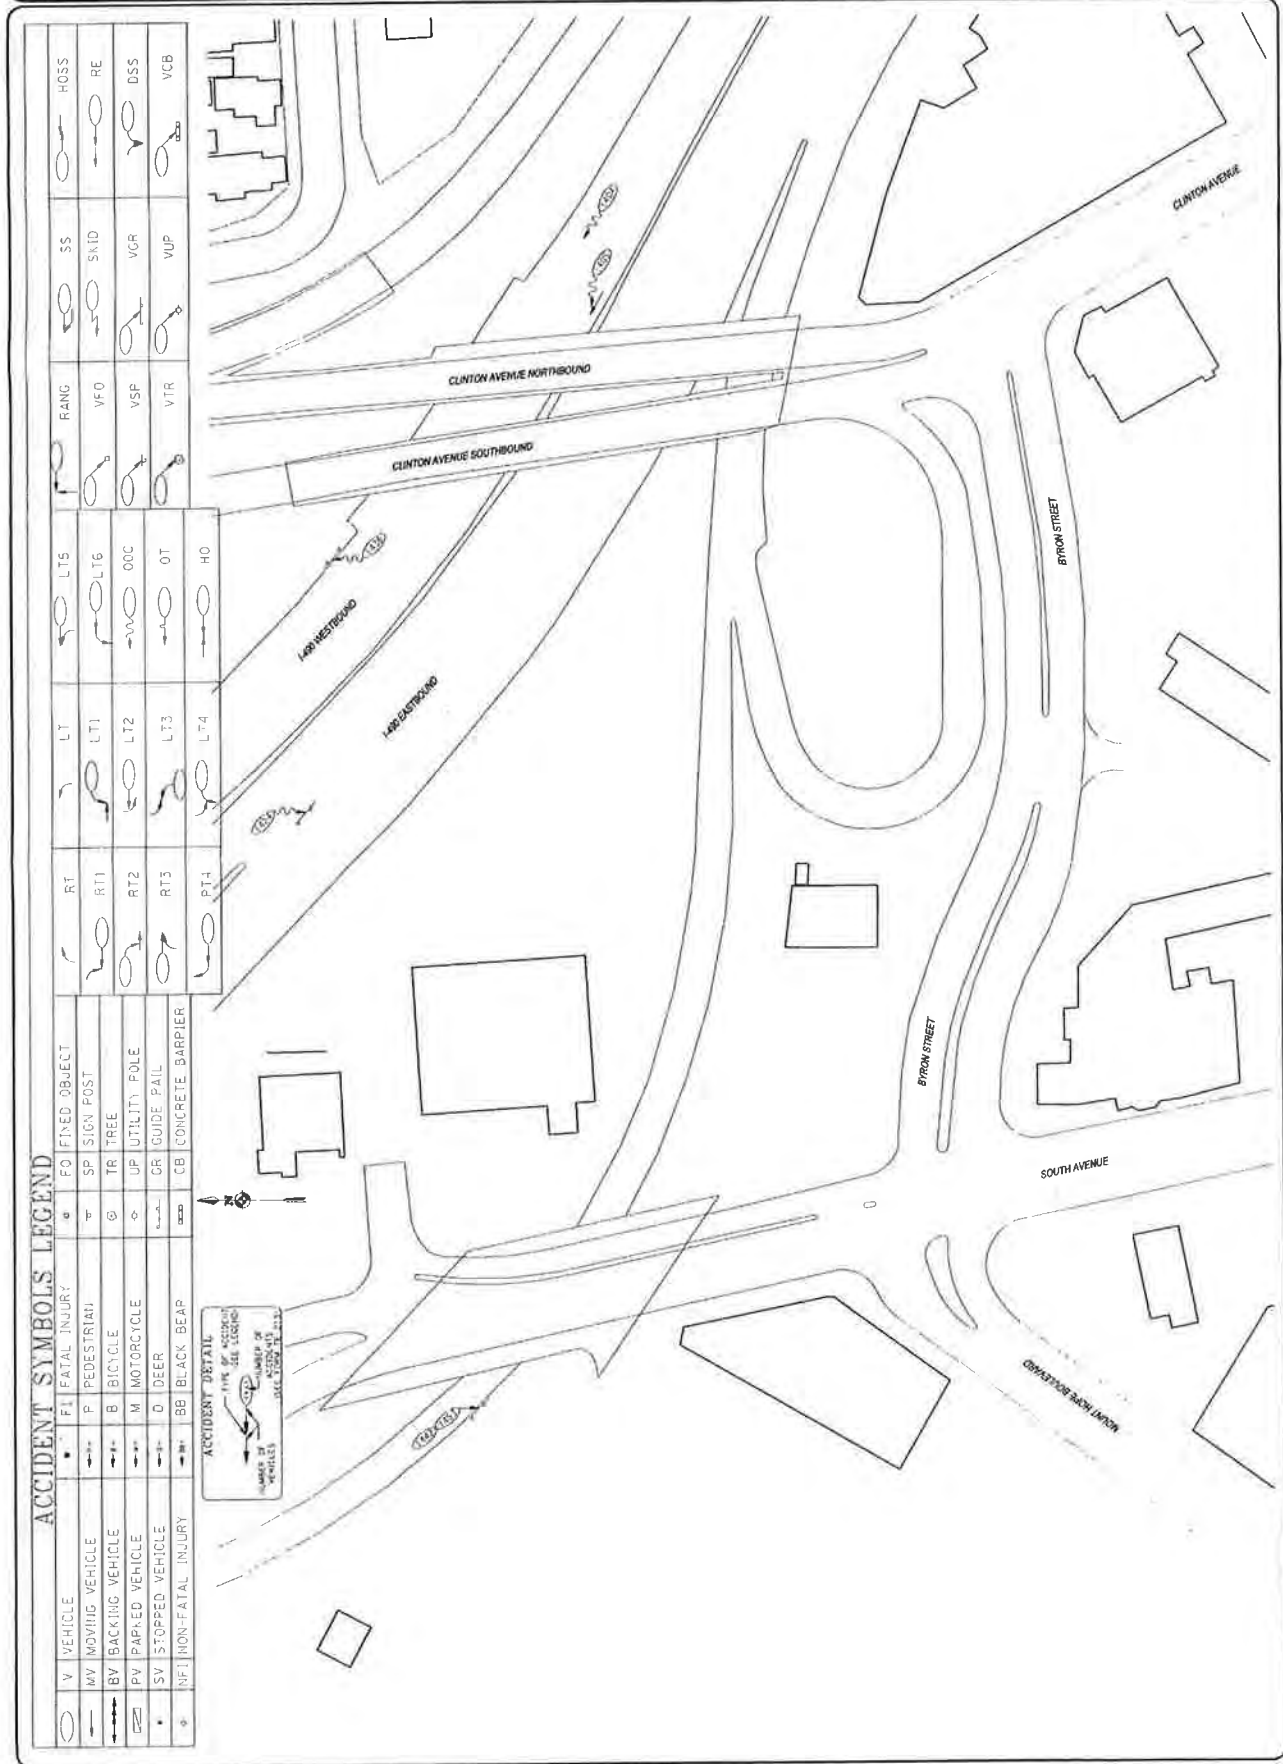 ACCIDENT SYMBOLS LEGEND
V VEHICLE
FI FATAL INJURY
FO FIXED OBJECT
MV MOVING VEHICLE
P PEDESTRIAN
SP SIGN POST
BV BACKING VEHICLE
B BICYCLE
TR TREE
PV PARKED VEHICLE
M MOTORCYCLE
UP UTILITY POLE
SV STOPPED VEHICLE
D DEER
GR GUIDE RAIL
NFI NON-FATAL INJURY
BB BLACK BEAR
CB CONCRETE BARRIER
RT LT LT5 RANG SS HOSS
RT1 LT1 LT6 VFO SKID RE
RT2 LT2 OOC VSP VGR DSS
RT3 LT3 OT VTR VUP VCB
RT4 LT4 HO
ACCIDENT DETAIL
TYPE OF ACCIDENT
SEE LEGEND
NUMBER OF
ACCIDENTS
NUMBER OF
VEHICLES
N
I-490 WESTBOUND
I-490 EASTBOUND
CLINTON AVENUE SOUTHBOUND
CLINTON AVENUE NORTHBOUND
BYRON STREET
BYRON STREET
SOUTH AVENUE
MOUNT HOPE BOULEVARD
CLINTON AVENUE